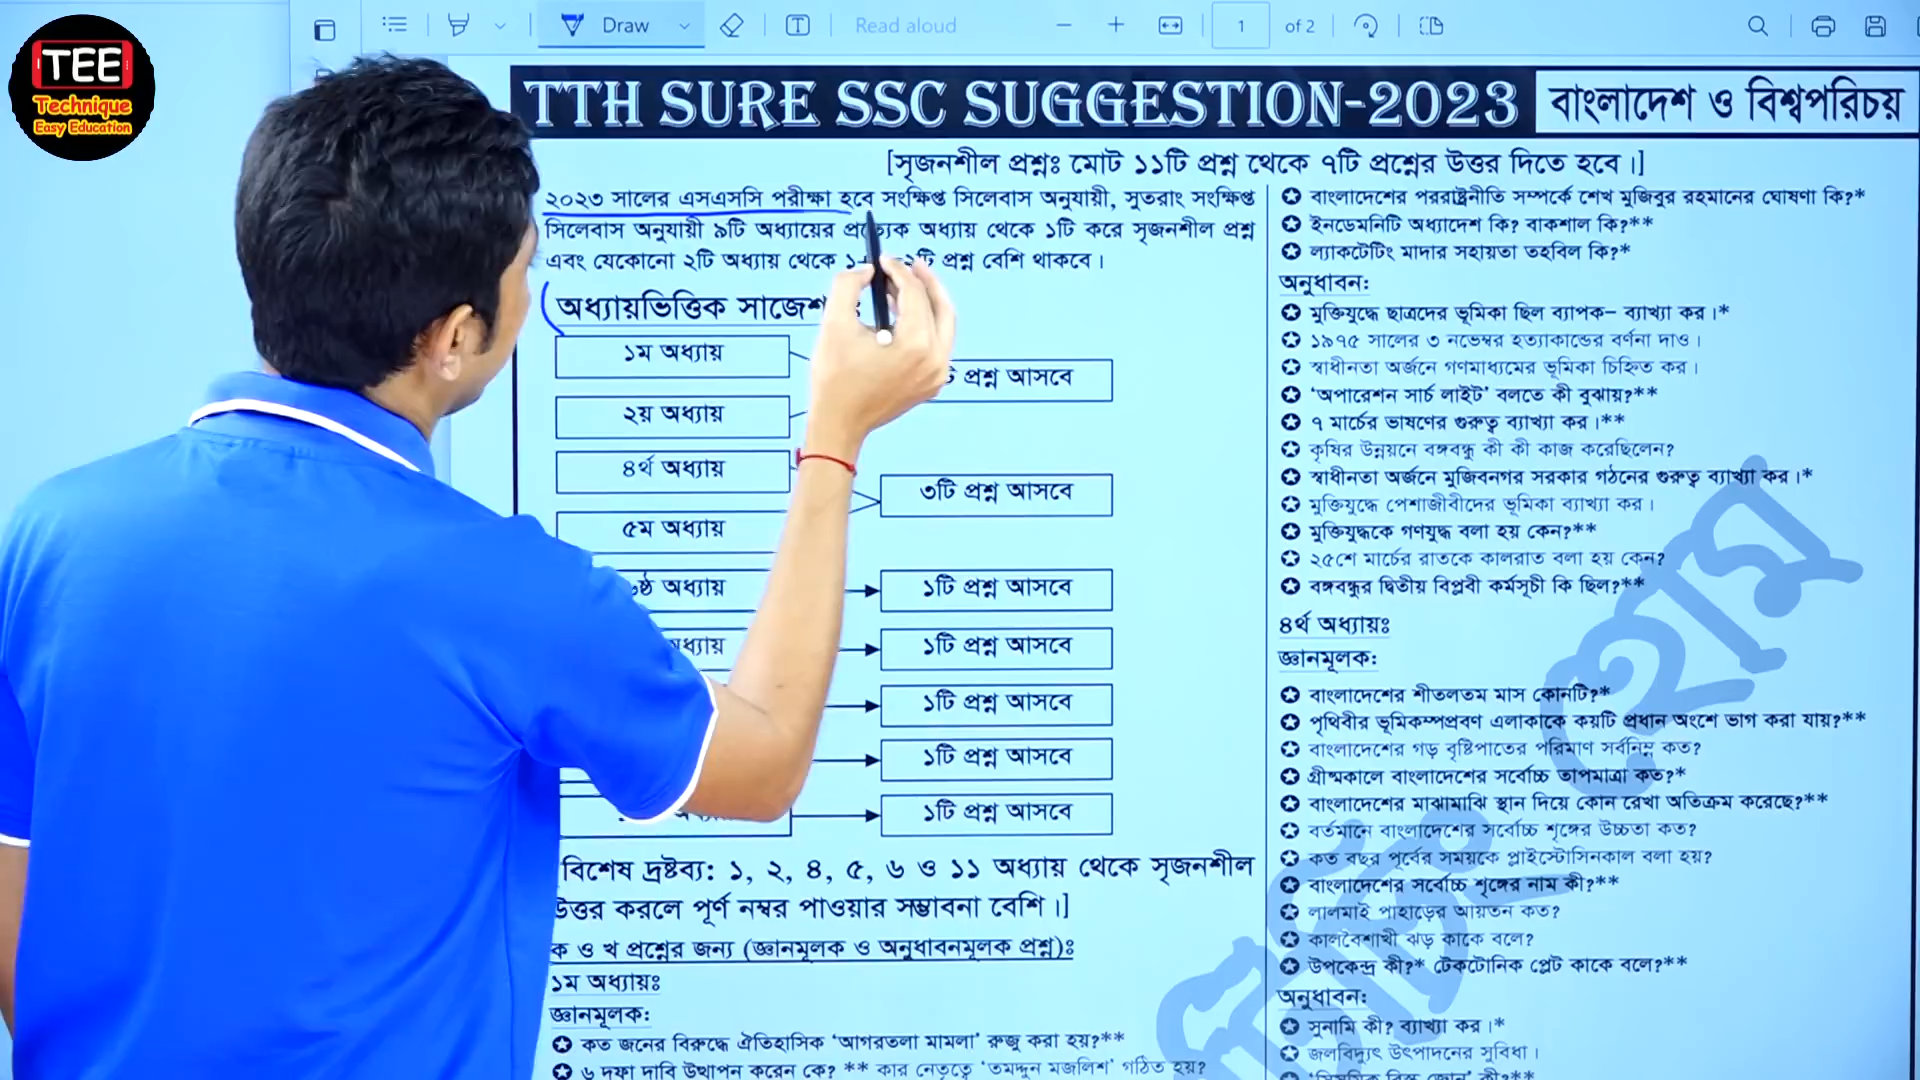 TEE
Technique
Easy Education
Draw
Read aloud
1
of 2
TTH SURE SSC SUGGESTION-2023
বাংলাদেশ ও বিশ্বপরিচয়
[সৃজনশীল প্রশ্নঃ মোট ১১টি প্রশ্ন থেকে ৭টি প্রশ্নের উত্তর দিতে হবে।]
২০২৩ সালের এসএসসি পরীক্ষা হবে সংক্ষিপ্ত সিলেবাস অনুযায়ী, সুতরাং সংক্ষিপ্ত
সিলেবাস অনুযায়ী ৯টি অধ্যায়ের প্রত্যেক অধ্যায় থেকে ১টি করে সৃজনশীল প্রশ্ন
এবং যেকোনো ২টি অধ্যায় থেকে ২টি প্রশ্ন বেশি থাকবে।
অধ্যায়ভিত্তিক
১ম অধ্যায়
প্রশ্ন আসবে
২য় অধ্যায়
৪র্থ অধ্যায়
৩টি প্রশ্ন আসবে
৫ম অধ্যায়
অধ্যায়
১টি প্রশ্ন আসবে
১টি প্রশ্ন আসবে
১টি প্রশ্ন আসবে
১টি প্রশ্ন আসবে
১টি প্রশ্ন আসবে
বিশেষ দ্রষ্টব্য: ১, ২, ৪, ৫, ৬ ও ১১ অধ্যায় থেকে সৃজনশীল
উত্তর করলে পূর্ণ নম্বর পাওয়ার সম্ভাবনা বেশি।]
ক ও খ প্রশ্নের জন্য (জ্ঞানমূলক ও অনুধাবনমূলক প্রশ্ন)ঃ
১ম অধ্যায়ঃ
জ্ঞানমূলক:
কত জনের বিরুদ্ধে ঐতিহাসিক ‘আগরতলা মামলা’ রুজু করা হয়?**
৬ দফা দাবি উত্থাপন করেন কে? ** কার নেতৃত্বে ‘তমদ্দুন মজলিশ’ গঠিত হয়?
বাংলাদেশের পররাষ্ট্রনীতি সম্পর্কে শেখ মুজিবুর রহমানের ঘোষণা কি?*
ইনডেমনিটি অধ্যাদেশ কি? বাকশাল কি?**
ল্যাকটেটিং মাদার সহায়তা তহবিল কি?*
অনুধাবন:
মুক্তিযুদ্ধে ছাত্রদের ভূমিকা ছিল ব্যাপক– ব্যাখ্যা কর।*
১৯৭৫ সালের ৩ নভেম্বর হত্যাকান্ডের বর্ণনা দাও।
স্বাধীনতা অর্জনে গণমাধ্যমের ভূমিকা চিহ্নিত কর।
‘অপারেশন সার্চ লাইট’ বলতে কী বুঝায়?**
৭ মার্চের ভাষণের গুরুত্ব ব্যাখ্যা কর।**
কৃষির উন্নয়নে বঙ্গবন্ধু কী কী কাজ করেছিলেন?
স্বাধীনতা অর্জনে মুজিবনগর সরকার গঠনের গুরুত্ব ব্যাখ্যা কর।*
মুক্তিযুদ্ধে পেশাজীবীদের ভূমিকা ব্যাখ্যা কর।
মুক্তিযুদ্ধকে গণযুদ্ধ বলা হয় কেন?**
২৫শে মার্চের রাতকে কালরাত বলা হয় কেন?
বঙ্গবন্ধুর দ্বিতীয় বিপ্লবী কর্মসূচী কি ছিল?**
৪র্থ অধ্যায়ঃ
জ্ঞানমূলক:
বাংলাদেশের শীতলতম মাস কোনটি?*
পৃথিবীর ভূমিকম্পপ্রবণ এলাকাকে কয়টি প্রধান অংশে ভাগ করা যায়?**
বাংলাদেশের গড় বৃষ্টিপাতের পরিমাণ সর্বনিম্ন কত?
গ্রীষ্মকালে বাংলাদেশের সর্বোচ্চ তাপমাত্রা কত?*
বাংলাদেশের মাঝামাঝি স্থান দিয়ে কোন রেখা অতিক্রম করেছে?**
বর্তমানে বাংলাদেশের সর্বোচ্চ শৃঙ্গের উচ্চতা কত?
কত বছর পূর্বের সময়কে প্লাইস্টোসিনকাল বলা হয়?
বাংলাদেশের সর্বোচ্চ শৃঙ্গের নাম কী?**
লালমাই পাহাড়ের আয়তন কত?
কালবৈশাখী ঝড় কাকে বলে?
উপকেন্দ্র কী?* টেকটোনিক প্লেট কাকে বলে?**
অনুধাবন:
সুনামি কী? ব্যাখ্যা কর।*
জলবিদ্যুৎ উৎপাদনের সুবিধা।
হোম